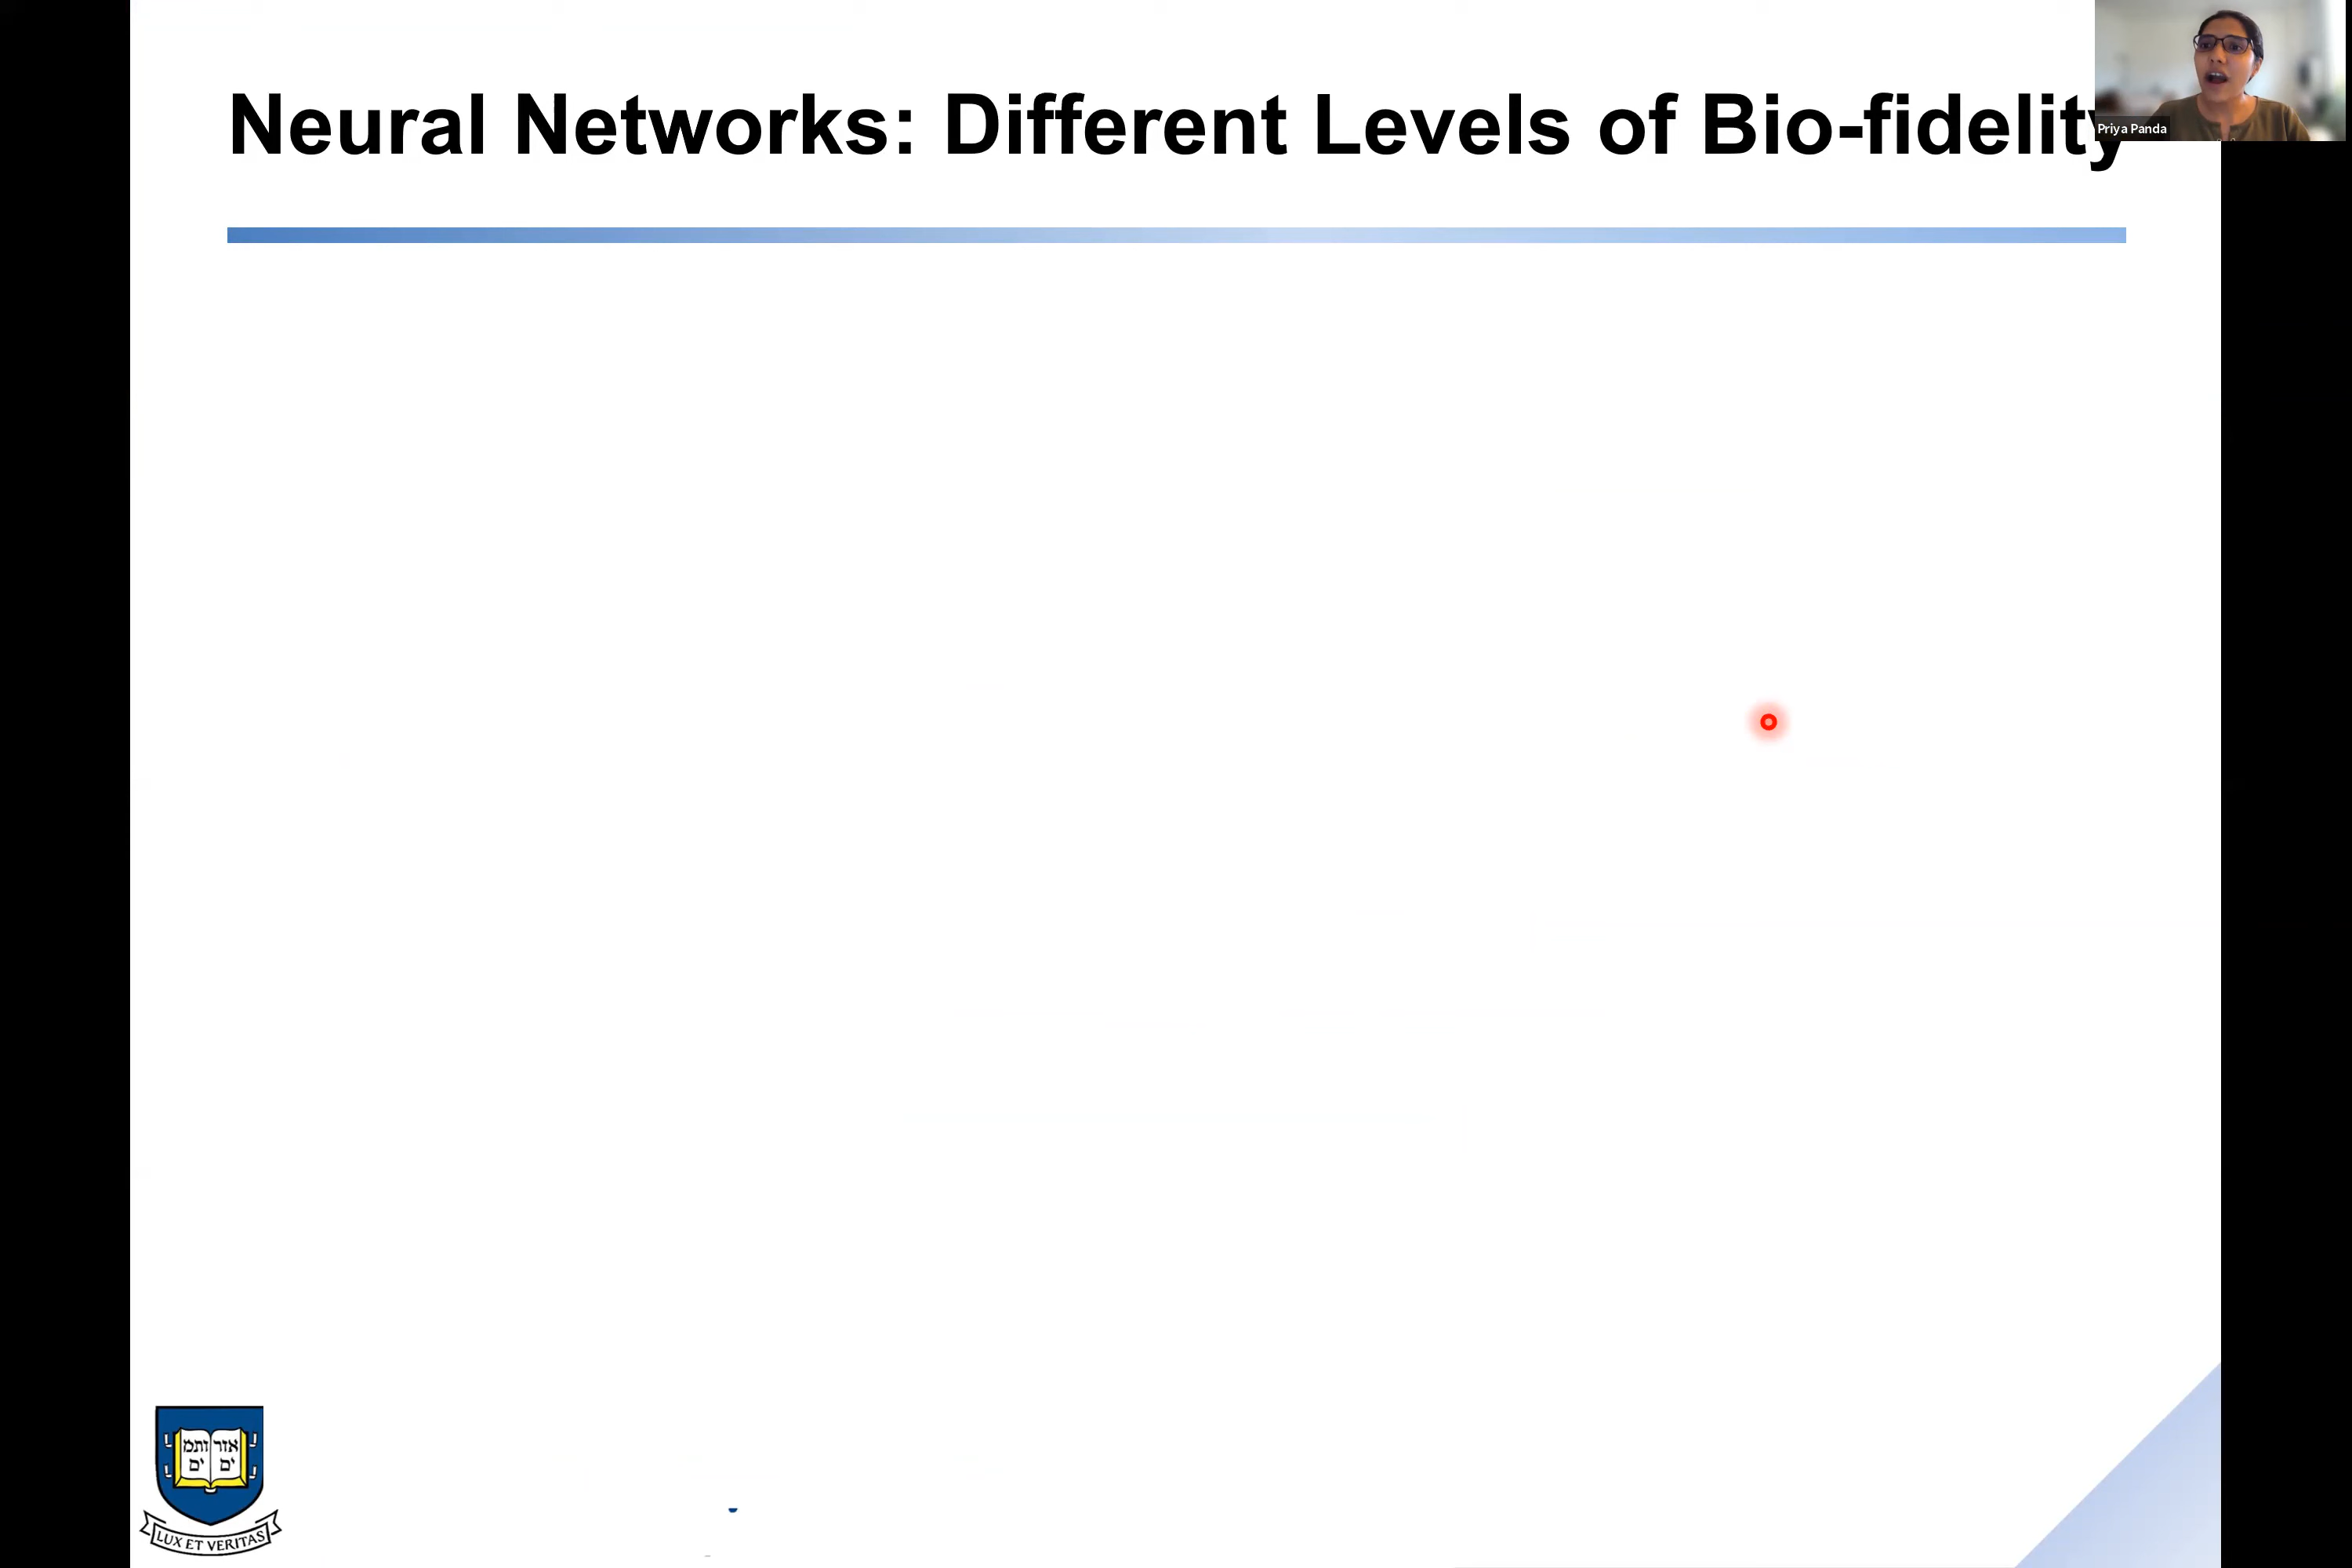 Neural Networks: Different Levels of Bio-fidelity
Priya Panda
אורים
ותמים
LUX ET VERITAS